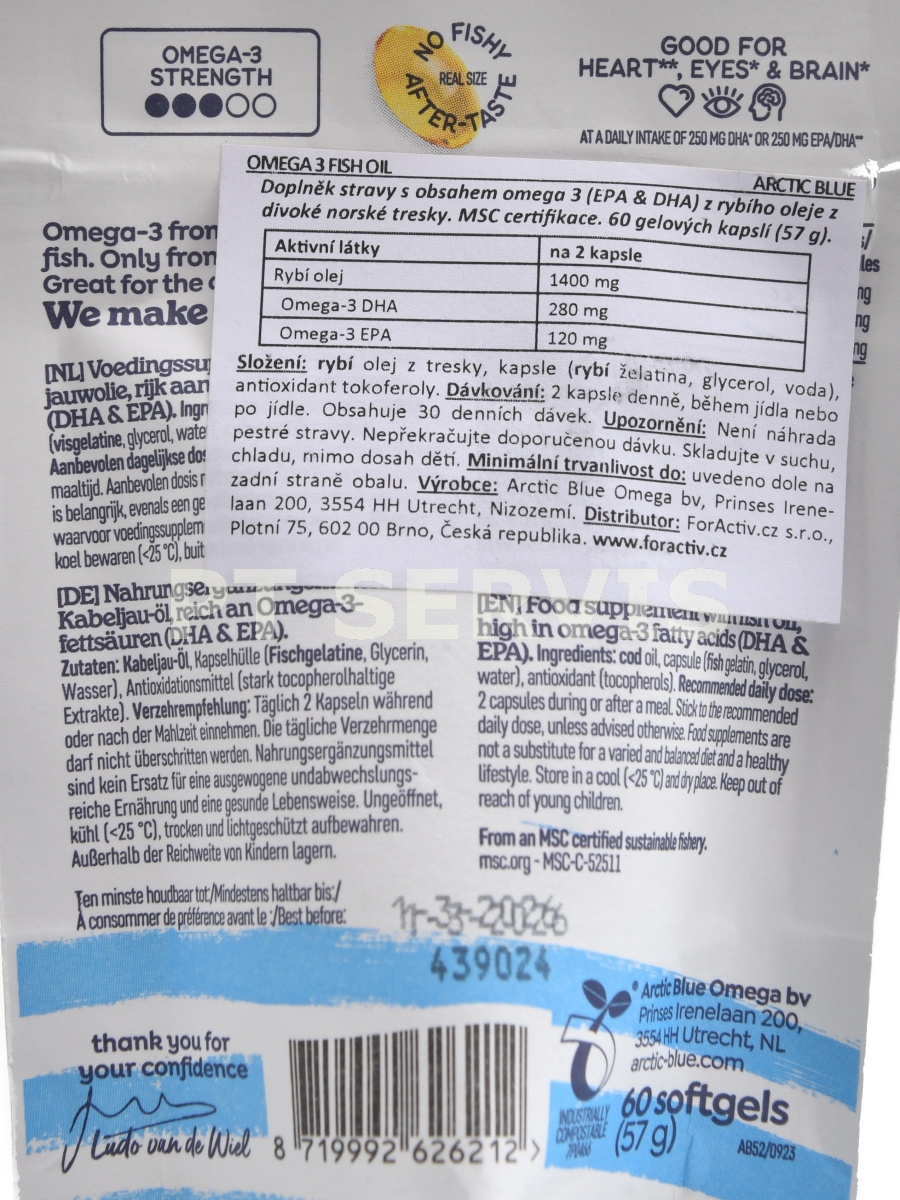 OMEGA-3
STRENGTH
NO FISHY
REAL SIZE
AFTER-TASTE
GOOD FOR
HEART**, EYES* & BRAIN*
AT A DAILY INTAKE OF 250 MG DHA* OR 250 MG EPA/DHA**
OMEGA 3 FISH OIL
ARCTIC BLUE
Doplněk stravy s obsahem omega 3 (EPA & DHA) z rybího oleje z
divoké norské tresky. MSC certifikace. 60 gelových kapslí (57 g).
Aktivní látky na 2 kapsle
Rybí olej 1400 mg
Omega-3 DHA 280 mg
Omega-3 EPA 120 mg
Složení: rybí olej z tresky, kapsle (rybí želatina, glycerol, voda),
antioxidant tokoferoly. Dávkování: 2 kapsle denně, během jídla nebo
po jídle. Obsahuje 30 denních dávek. Upozornění: Není náhrada
pestré stravy. Nepřekračujte doporučenou dávku. Skladujte v suchu,
chladu, mimo dosah dětí. Minimální trvanlivost do: uvedeno dole na
zadní straně obalu. Výrobce: Arctic Blue Omega bv, Prinses Irene-
laan 200, 3554 HH Utrecht, Nizozemí. Distributor: ForActiv.cz s.r.o.,
Plotní 75, 602 00 Brno, Česká republika. www.foractiv.cz
Omega-3 from
fish. Only from
Great for the
We make
[NL] Voedingssu
jauwolie, rijk aan
(DHA & EPA). Ingr
(visgelatine, glycerol, wate
Aanbevolen dagelijkse dos
maaltijd. Aanbevolen dosis
is belangrijk, evenals een ge
waarvoor voedingssupplem
koel bewaren (<25 °C), buit
PT SERVIS
[DE] Nahrungsergänzung
Kabeljau-öl, reich an Omega-3-
fettsäuren (DHA & EPA).
Zutaten: Kabeljau-Öl, Kapselhülle (Fischgelatine, Glycerin,
Wasser), Antioxidationsmittel (stark tocopherolhaltige
Extrakte). Verzehrempfehlung: Täglich 2 Kapseln während
oder nach der Mahlzeit einnehmen. Die tägliche Verzehrmenge
darf nicht überschritten werden. Nahrungsergänzungsmittel
sind kein Ersatz für eine ausgewogene undabwechslungs-
reiche Ernährung und eine gesunde Lebensweise. Ungeöffnet,
kühl (<25 °C), trocken und lichtgeschützt aufbewahren.
Außerhalb der Reichweite von Kindern lagern.
[EN] Food supplement with fish oil,
high in omega-3 fatty acids (DHA &
EPA). Ingredients: cod oil, capsule (fish gelatin, glycerol,
water), antioxidant (tocopherols). Recommended daily dose:
2 capsules during or after a meal. Stick to the recommended
daily dose, unless advised otherwise. Food supplements are
not a substitute for a varied and balanced diet and a healthy
lifestyle. Store in a cool (<25 °C) and dry place. Keep out of
reach of young children.
From an MSC certified sustainable fishery.
msc.org - MSC-C-52511
Ten minste houdbaar tot:/Mindestens haltbar bis:/
À consommer de préférence avant le :/Best before:
439024
Arctic Blue Omega bv
Prinses Irenelaan 200,
3554 HH Utrecht, NL
arctic-blue.com
thank you for
your confidence
Ludo van de Wiel
8 719992 626212 >
INDUSTRIALLY
COMPOSTABLE
60 softgels
(57 g)
AB52/0923